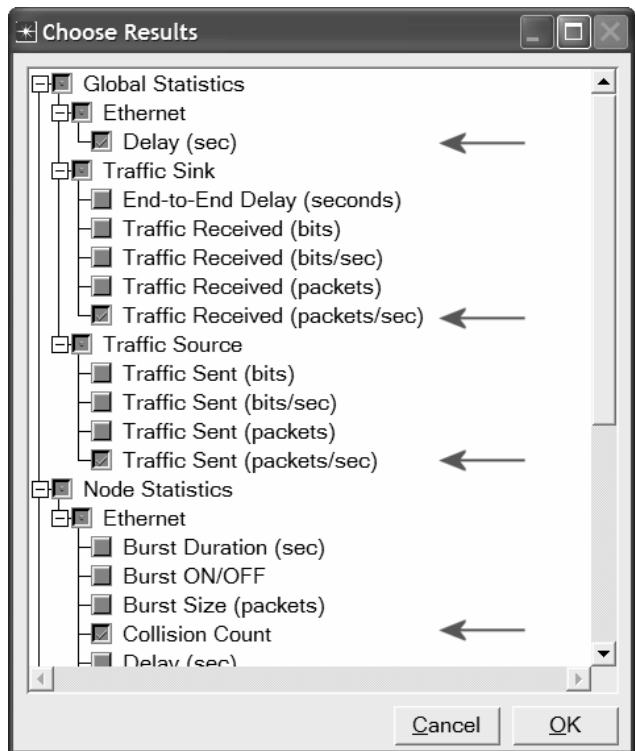 Choose Results
Global Statistics
Ethernet
Delay (sec)
Traffic Sink
End-to-End Delay (seconds)
Traffic Received (bits)
Traffic Received (bits/sec)
Traffic Received (packets)
Traffic Received (packets/sec)
Traffic Source
Traffic Sent (bits)
Traffic Sent (bits/sec)
Traffic Sent (packets)
Traffic Sent (packets/sec)
Node Statistics
Ethernet
Burst Duration (sec)
Burst ON/OFF
Burst Size (packets)
Collision Count
Delay (sec)
Cancel
OK